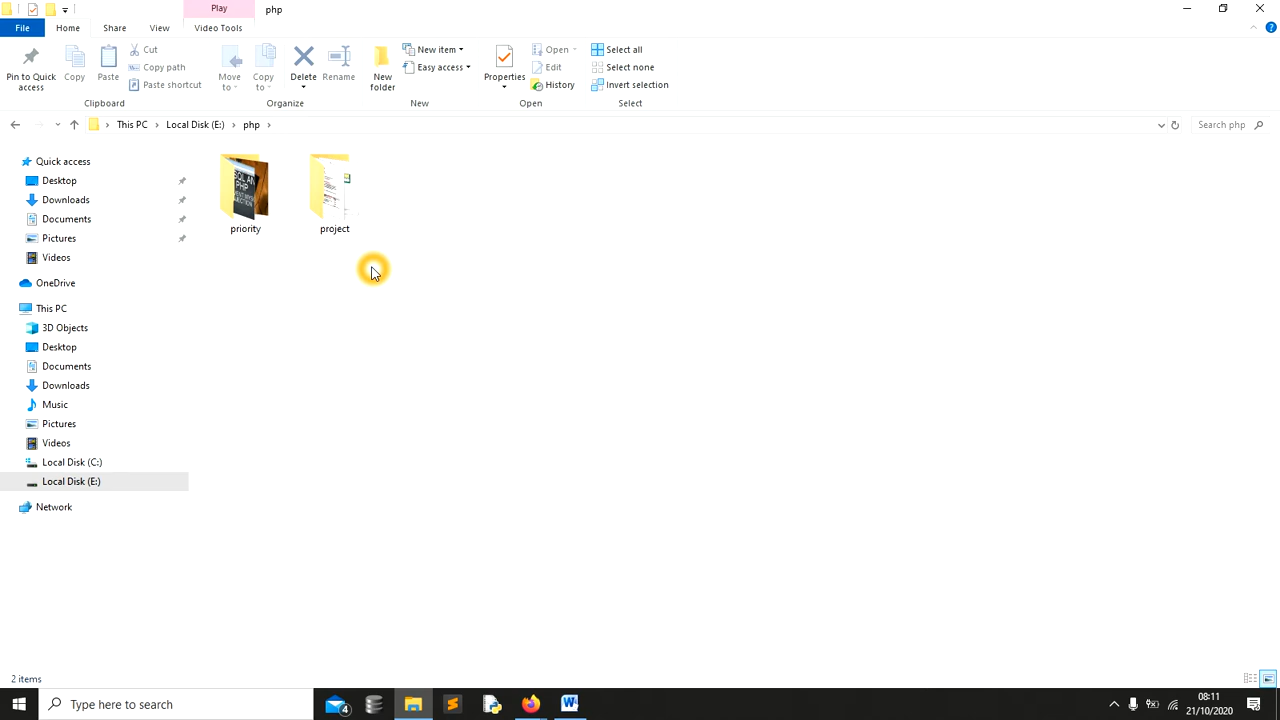 Play
php
File
Home
Share
View
Video Tools
Pin to Quick access
Copy
Paste
Cut
Copy path
Paste shortcut
Clipboard
Move to
Copy to
Delete
Rename
Organize
New folder
New item
Easy access
New
Properties
Open
Edit
History
Open
Select all
Select none
Invert selection
Select
This PC
Local Disk (E:)
php
Search php
Quick access
Desktop
Downloads
Documents
Pictures
Videos
OneDrive
This PC
3D Objects
Desktop
Documents
Downloads
Music
Pictures
Videos
Local Disk (C:)
Local Disk (E:)
Network
SQL AN
PHP
priority
project
2 items
Type here to search
4
08:11
21/10/2020